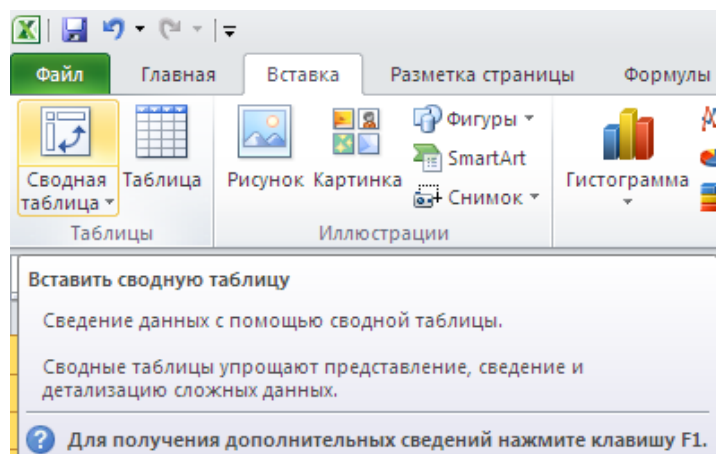 Файл Главная Вставка Разметка страницы Формулы
Сводная таблица Таблица Рисунок Картинка Фигуры SmartArt Снимок Гистограмма
Таблицы Иллюстрации
Вставить сводную таблицу
Сведение данных с помощью сводной таблицы.
Сводные таблицы упрощают представление, сведение и
детализацию сложных данных.
Для получения дополнительных сведений нажмите клавишу F1.